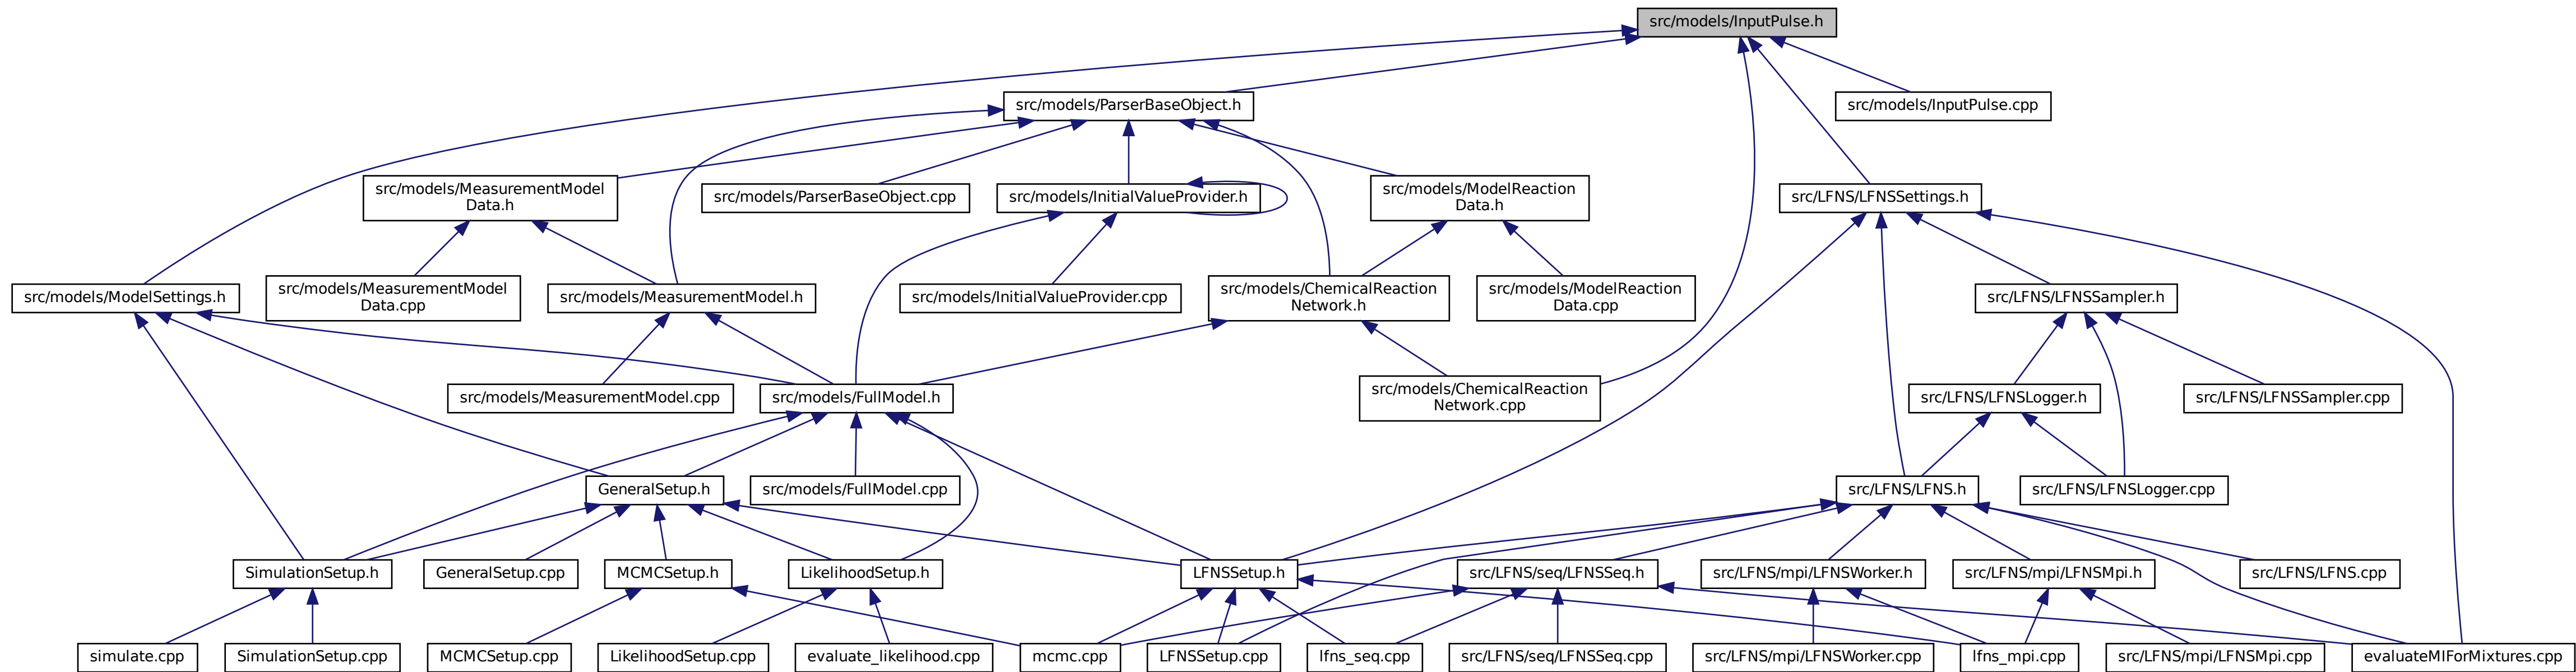 src/models/InputPulse.h
src/models/ParserBaseObject.h
src/models/InputPulse.cpp
src/models/MeasurementModel
Data.h
src/models/ParserBaseObject.cpp
src/models/InitialValueProvider.h
src/models/ModelReaction
Data.h
src/LFNS/LFNSSettings.h
src/models/ModelSettings.h
src/models/MeasurementModel
Data.cpp
src/models/MeasurementModel.h
src/models/InitialValueProvider.cpp
src/models/ChemicalReaction
Network.h
src/models/ModelReaction
Data.cpp
src/LFNS/LFNSSampler.h
src/models/MeasurementModel.cpp
src/models/FullModel.h
src/models/ChemicalReaction
Network.cpp
src/LFNS/LFNSLogger.h
src/LFNS/LFNSSampler.cpp
GeneralSetup.h
src/models/FullModel.cpp
src/LFNS/LFNS.h
src/LFNS/LFNSLogger.cpp
SimulationSetup.h
GeneralSetup.cpp
MCMCSetup.h
LikelihoodSetup.h
LFNSSetup.h
src/LFNS/seq/LFNSSeq.h
src/LFNS/mpi/LFNSWorker.h
src/LFNS/mpi/LFNSMpi.h
src/LFNS/LFNS.cpp
simulate.cpp
SimulationSetup.cpp
MCMCSetup.cpp
LikelihoodSetup.cpp
evaluate_likelihood.cpp
mcmc.cpp
LFNSSetup.cpp
lfns_seq.cpp
src/LFNS/seq/LFNSSeq.cpp
src/LFNS/mpi/LFNSWorker.cpp
lfns_mpi.cpp
src/LFNS/mpi/LFNSMpi.cpp
evaluateMIForMixtures.cpp